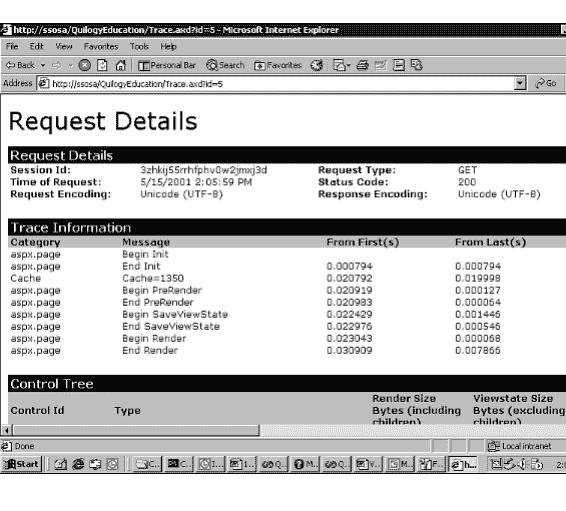 http://ssosa/QuilogyEducation/Trace.axd?id=5 - Microsoft Internet Explorer
File Edit View Favorites Tools Help
Back Personal Bar Search Favorites
Address http://ssosa/QuilogyEducation/Trace.axd?id=5 Go
Request Details
Request Details
Session Id: 3zhkij55rrhfphv0w2jmxj3d Request Type: GET
Time of Request: 5/15/2001 2:05:59 PM Status Code: 200
Request Encoding: Unicode (UTF-8) Response Encoding: Unicode (UTF-8)
Trace Information
Category Message From First(s) From Last(s)
aspx.page Begin Init
aspx.page End Init 0.000794 0.000794
Cache Cache=1350 0.020792 0.019998
aspx.page Begin PreRender 0.020919 0.000127
aspx.page End PreRender 0.020983 0.000064
aspx.page Begin SaveViewState 0.022429 0.001446
aspx.page End SaveViewState 0.022976 0.000546
aspx.page Begin Render 0.023043 0.000068
aspx.page End Render 0.030909 0.007866
Control Tree
Render Size Viewstate Size
Control Id Type Bytes (including Bytes (excluding
children) children)
Done Local intranet
Start C.. C.. I... 1... Q.. M.. Q.. V... M.. F.. h... 2:0